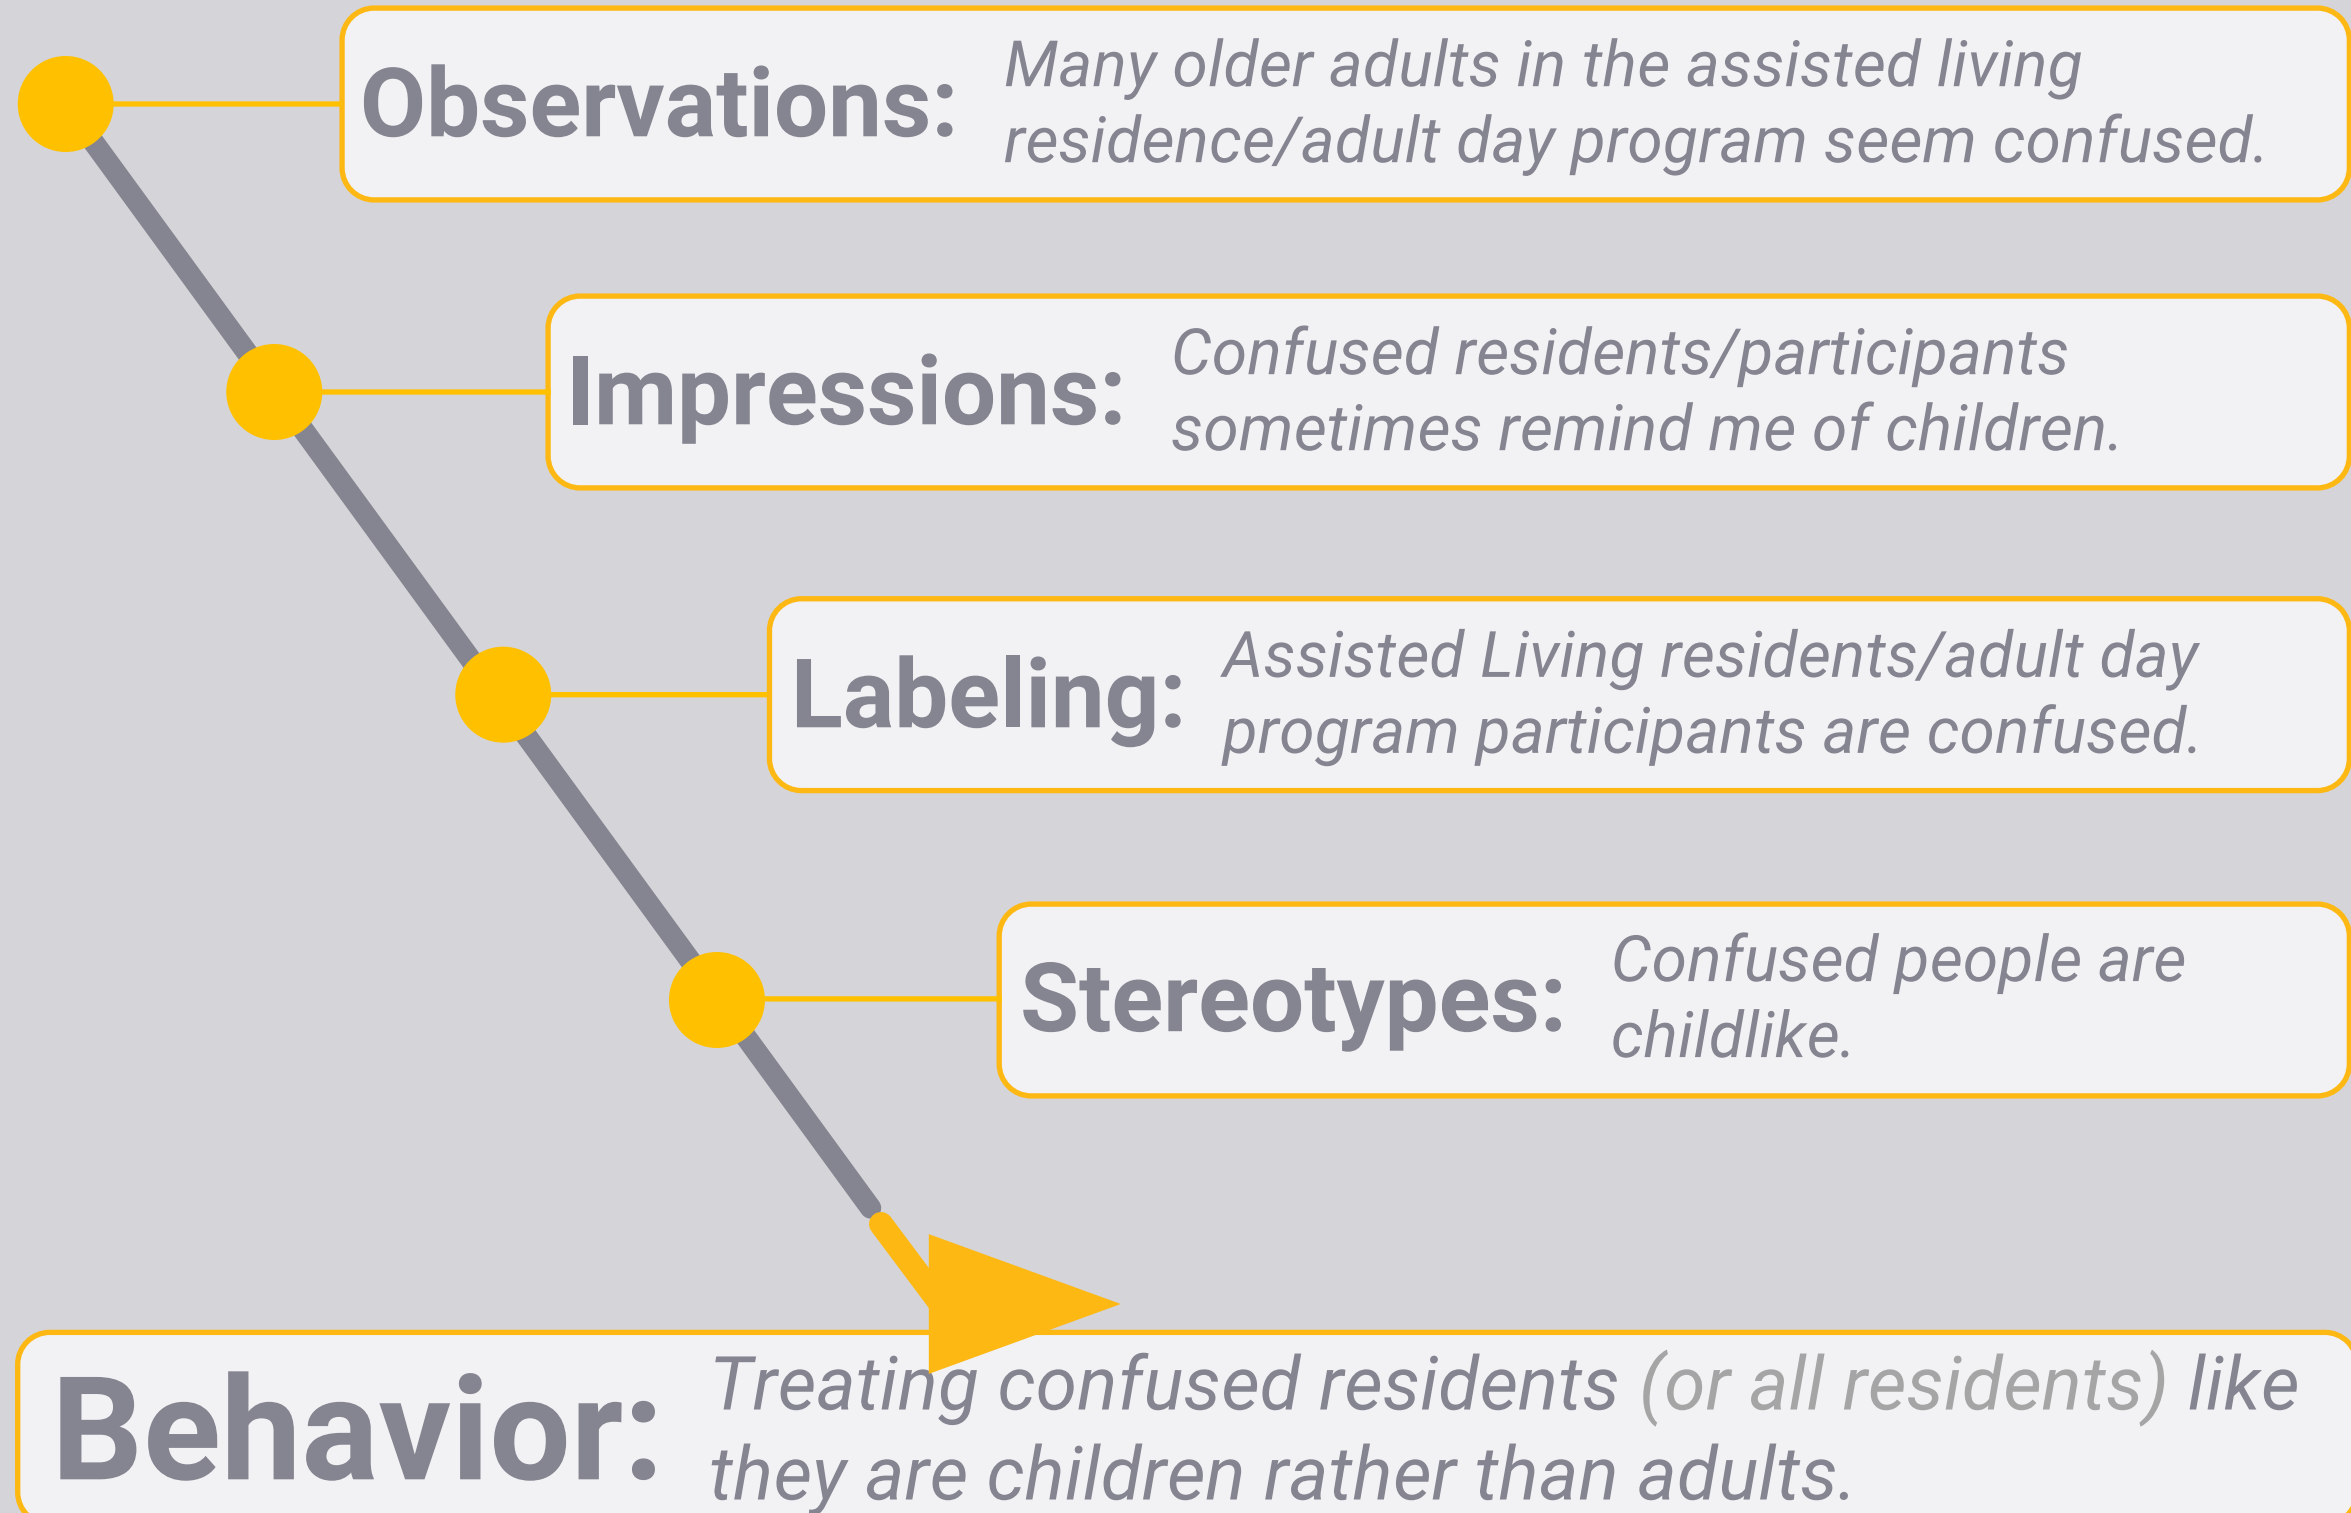 Observations:
Many older adults in the assisted living
residence/adult day program seem confused.
Impressions:
Confused residents/participants
sometimes remind me of children.
Labeling:
Assisted Living residents/adult day
program participants are confused.
Stereotypes:
Confused people are
childlike.
Behavior:
Treating confused residents (or all residents) like
they are children rather than adults.